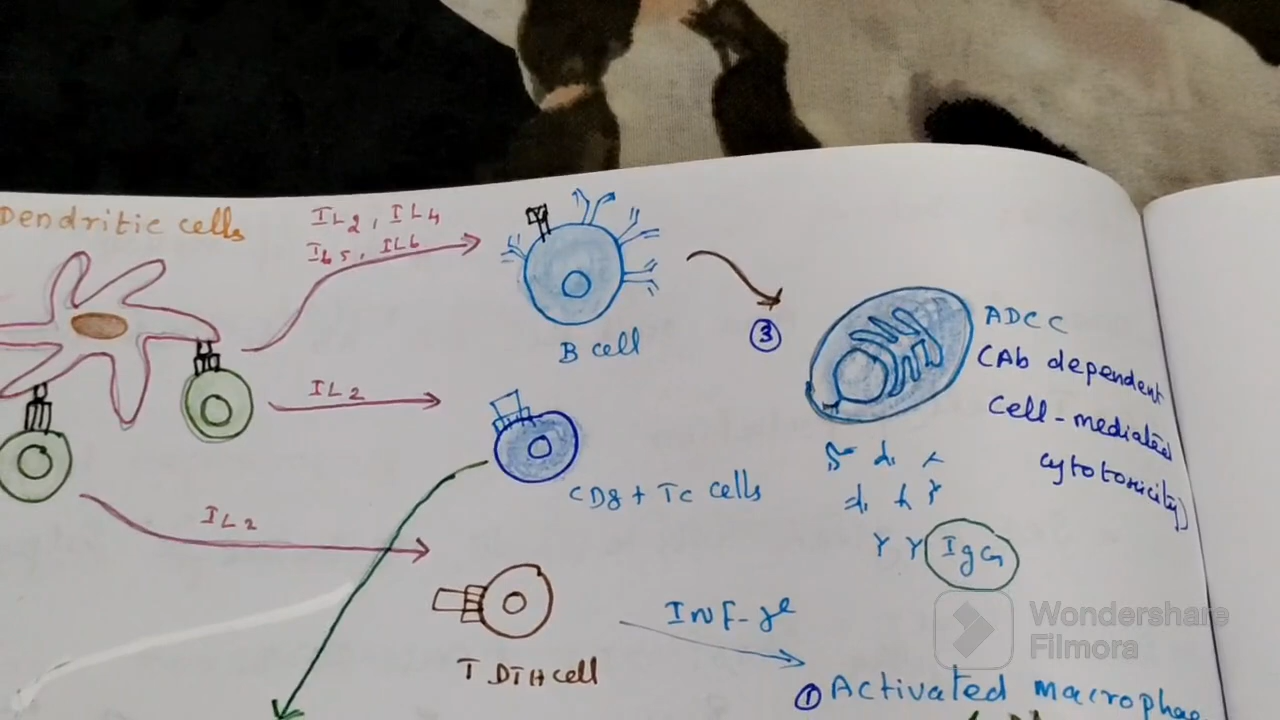 Dendritic cells
IL2, IL4
IL5, IL6
B cell
3
ADCC
(Ab dependent
cell-mediated
cytotoxicity)
IL2
CD8+ Tc cells
IgG
IL2
T DTH cell
INF-γe
1 Activated macrophag
Wondershare
Filmora